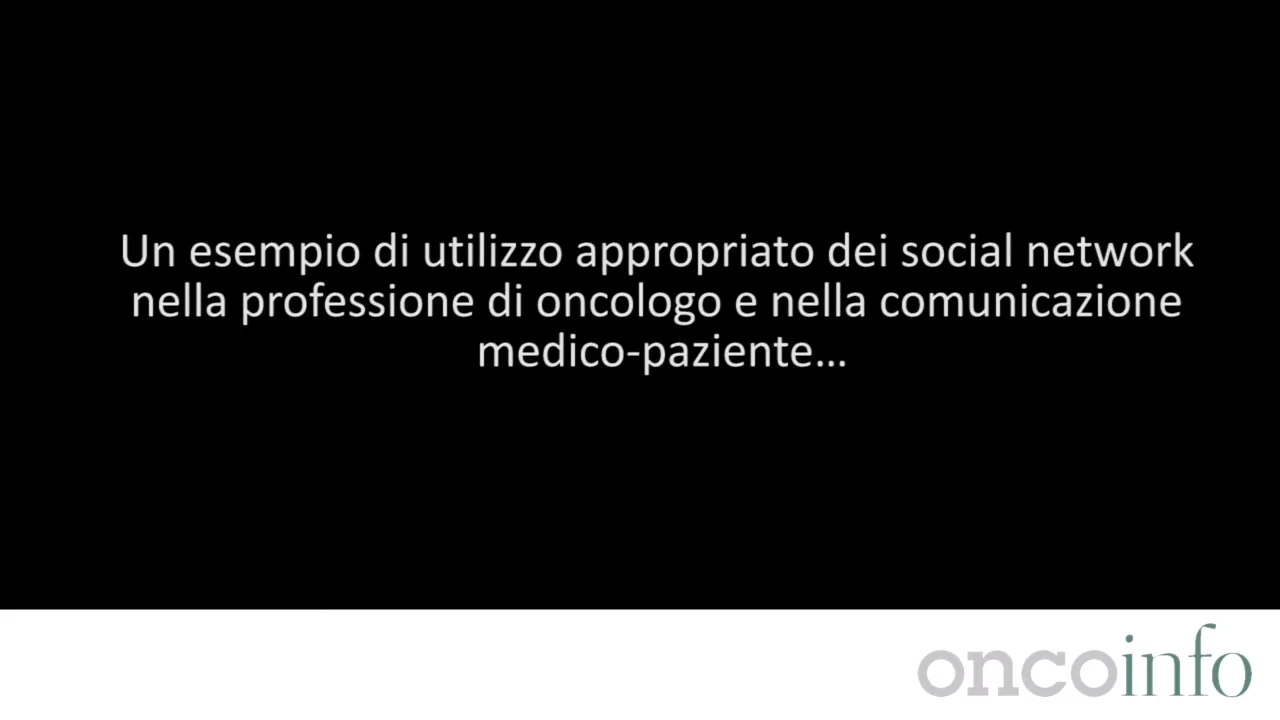 Un esempio di utilizzo appropriato dei social network
nella professione di oncologo e nella comunicazione
medico-paziente...
oncoinfo